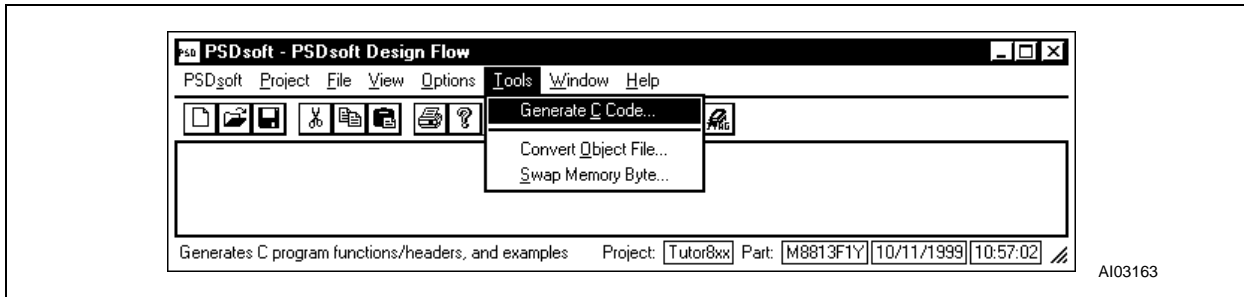 PSD PSDsoft - PSDsoft Design Flow
PSDsoft Project File View Options Tools Window Help
Generate C Code...
Convert Object File...
Swap Memory Byte...
Generates C program functions/headers, and examples Project: Tutor8xx Part: M8813F1Y 10/11/1999 10:57:02
AI03163